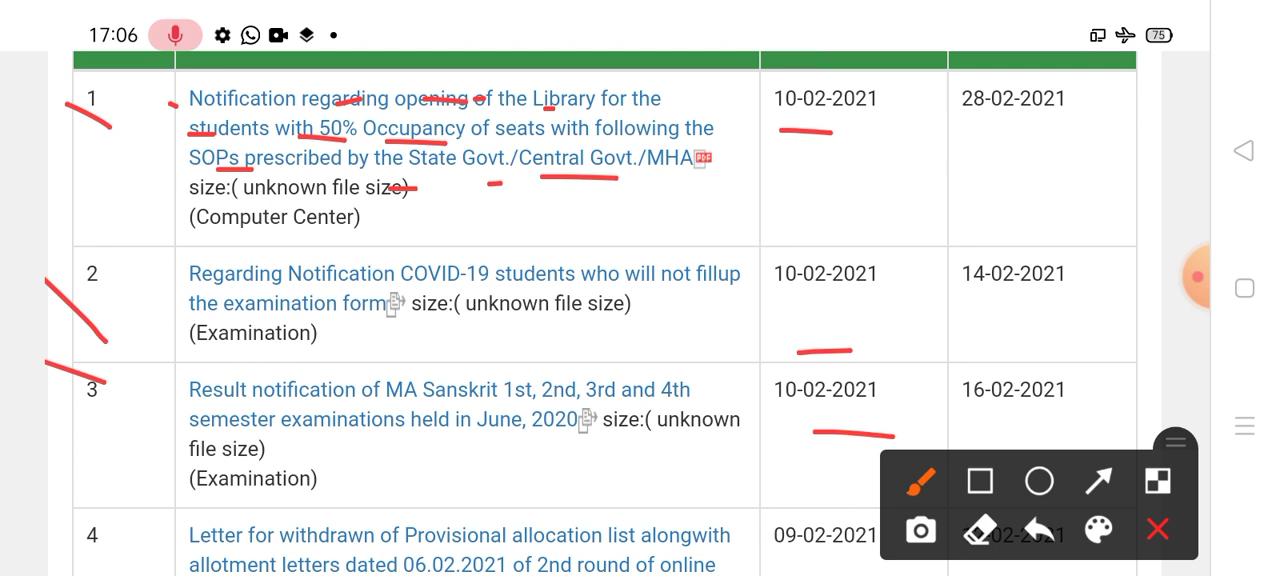 17:06
75
1
Notification regarding opening of the Library for the
students with 50% Occupancy of seats with following the
SOPs prescribed by the State Govt./Central Govt./MHA PDF
size:( unknown file size)
(Computer Center)
10-02-2021
28-02-2021
2
Regarding Notification COVID-19 students who will not fillup
the examination form size:( unknown file size)
(Examination)
10-02-2021
14-02-2021
3
Result notification of MA Sanskrit 1st, 2nd, 3rd and 4th
semester examinations held in June, 2020 size:( unknown
file size)
(Examination)
10-02-2021
16-02-2021
4
Letter for withdrawn of Provisional allocation list alongwith
allotment letters dated 06.02.2021 of 2nd round of online
09-02-2021